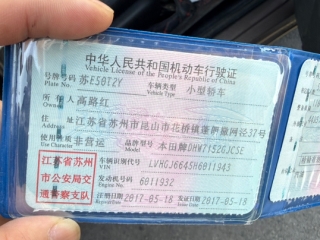 中华人民共和国机动车行驶证
Vehicle License of the People's Republic of China
号牌号码 苏E50T2Y 车辆类型 小型轿车
Plate No. Vehicle Type
所有人 高路红
Owner
住址 江苏省苏州市昆山市花桥镇蓬郎融网径37号
Address
使用性质 非营运 品牌型号 本田牌DHW7152GJCSE
Use Character Model
江苏省苏州 车辆识别代号 LVHGJ6645H6011943
VIN
市公安局交 发动机号码 6011932
Engine No.
通警察支队 注册日期 2017-05-18 发证日期 2017-05-18
Register Date Issue Date